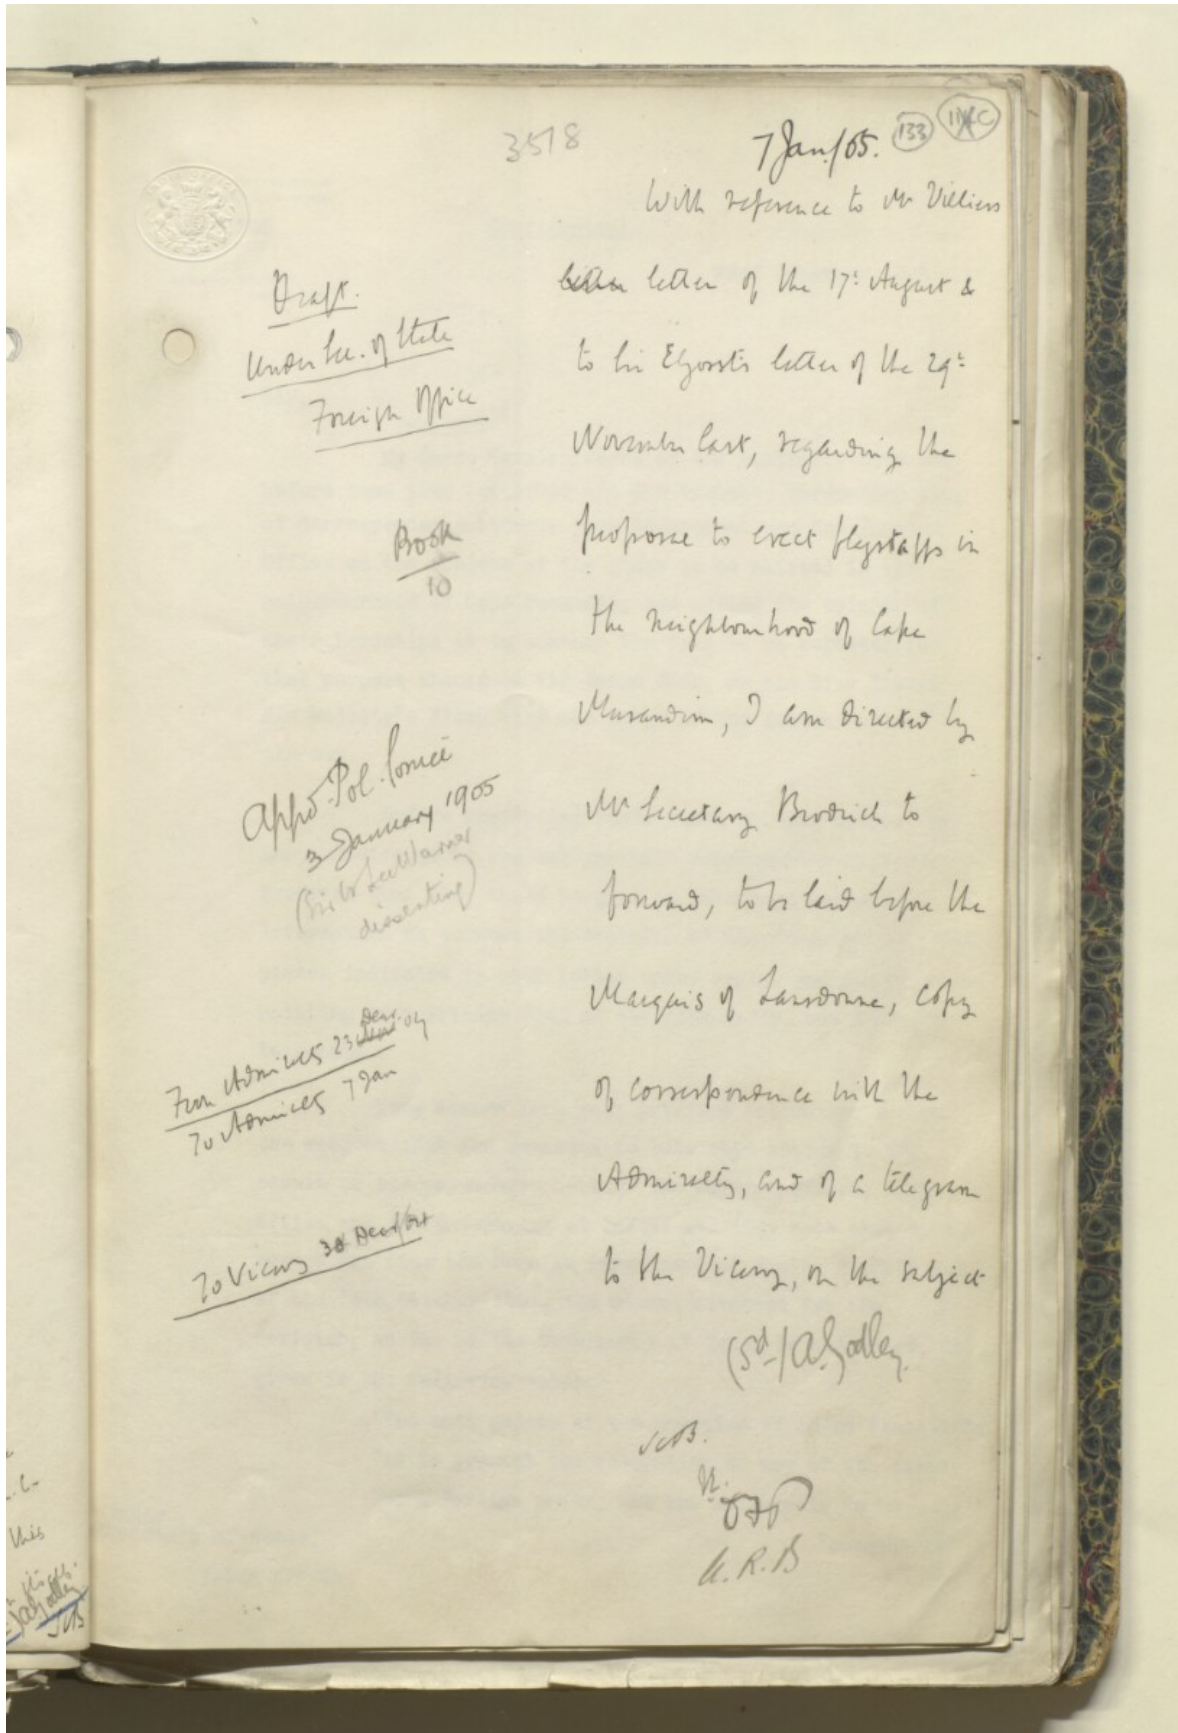 3518
7 Jan./05.
133
114C
With reference to Mr Villiers
letter of the 17th August &
to Sir E Gorst's letter of the 29th
November last, regarding the
proposal to erect flagstaffs in
the neighbourhood of Cape
Musandim, I am directed by
Mr Secretary Brodrick to
forward, to be laid before the
Marquis of Lansdowne, copy
of correspondence with the
Admiralty, and of a telegram
to the Viceroy, on the subject
(Sd) A Godley.
A.R.B
Draft.
Under Sec. of State
Foreign Office
Book
10
Appd. Pol. Comee
3 January 1905
(Sir W Lee Warner
dissenting)
From Admiralty 23 Decr. 04
To Admiralty 7 Jan
To Viceroy 30 Decr/04
this